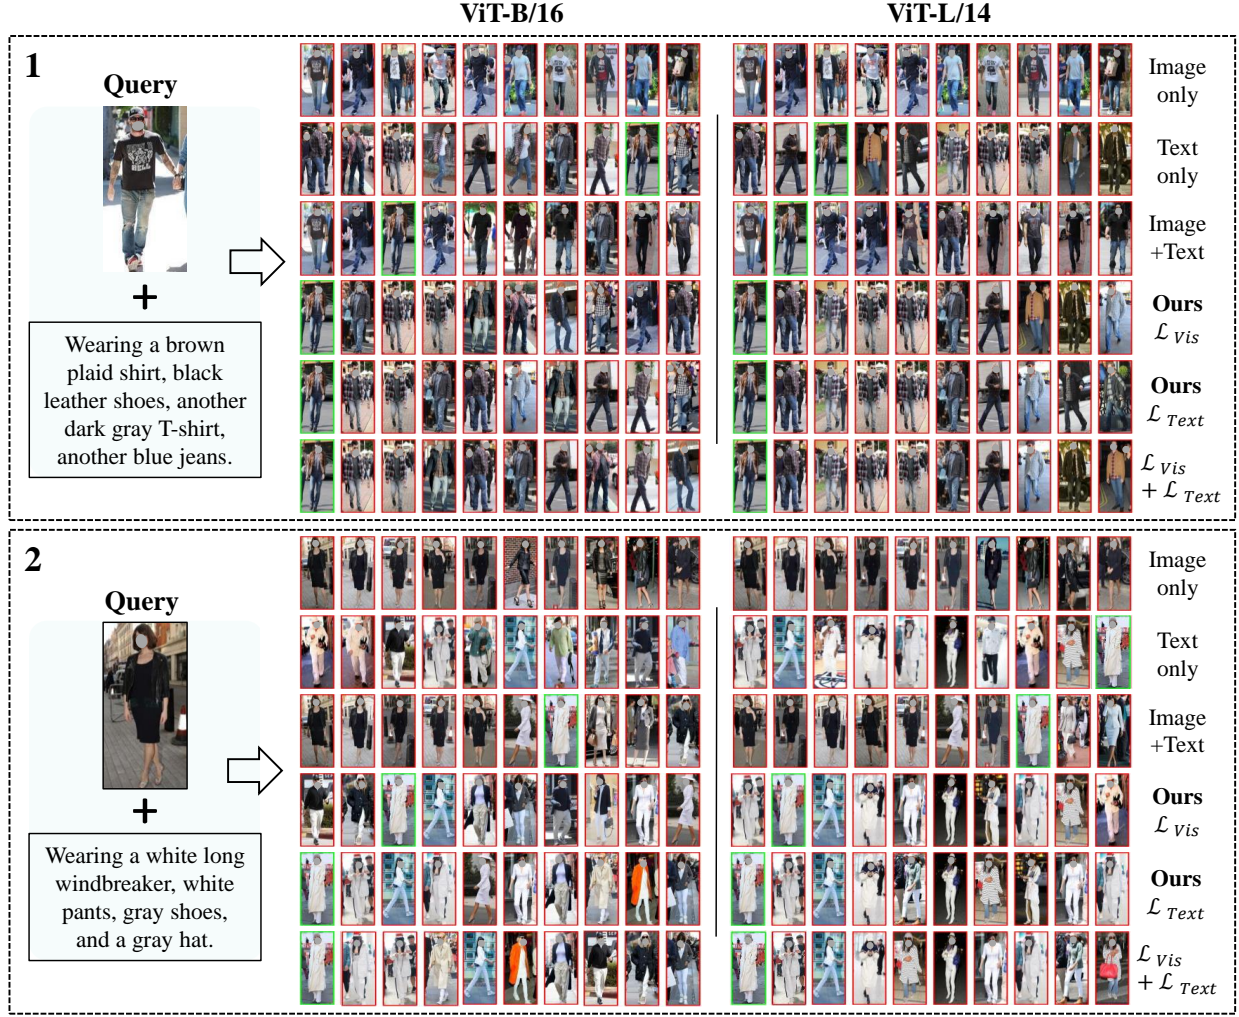 ViT-B/16
ViT-L/14
1
Query
+
Wearing a brown
plaid shirt, black
leather shoes, another
dark gray T-shirt,
another blue jeans.
Image
only
Text
only
Image
+Text
Ours
ℒ Vis
Ours
ℒ Text
ℒ Vis
+ ℒ Text
2
Query
+
Wearing a white long
windbreaker, white
pants, gray shoes,
and a gray hat.
Image
only
Text
only
Image
+Text
Ours
ℒ Vis
Ours
ℒ Text
ℒ Vis
+ ℒ Text